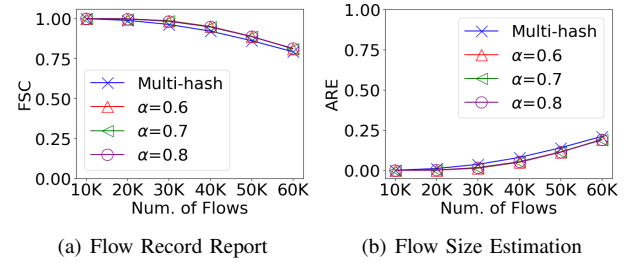 FSC
1.00
0.75
0.50
0.25
0.00
Multi-hash
α=0.6
α=0.7
α=0.8
10K 20K 30K 40K 50K 60K
Num. of Flows
(a) Flow Record Report
ARE
1.00
0.75
0.50
0.25
0.00
Multi-hash
α=0.6
α=0.7
α=0.8
10K 20K 30K 40K 50K 60K
Num. of Flows
(b) Flow Size Estimation